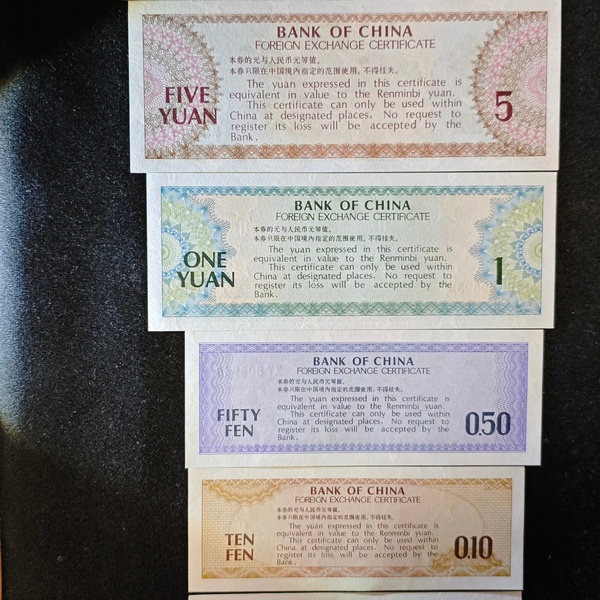 BANK OF CHINA
FOREIGN EXCHANGE CERTIFICATE
本券的元与人民币元等值。
本券只限在中国境内指定的范围使用，不得挂失。
The yuan expressed in this certificate is
equivalent in value to the Renminbi yuan.
This certificate can only be used within
China at designated places. No request to
register its loss will be accepted by the
Bank.
FIVE
YUAN
5
BANK OF CHINA
FOREIGN EXCHANGE CERTIFICATE
本券的元与人民币元等值。
本券只限在中国境内指定的范围使用，不得挂失。
The yuan expressed in this certificate is
equivalent in value to the Renminbi yuan.
This certificate can only be used within
China at designated places. No request to
register its loss will be accepted by the
Bank.
ONE
YUAN
1
BANK OF CHINA
FOREIGN EXCHANGE CERTIFICATE
本券的元与人民币元等值。
本券只限在中国境内指定的范围使用，不得挂失。
The yuan expressed in this certificate is
equivalent in value to the Renminbi yuan.
This certificate can only be used within
China at designated places. No request to
register its loss will be accepted by the
Bank.
FIFTY
FEN
0.50
BANK OF CHINA
FOREIGN EXCHANGE CERTIFICATE
本券的元与人民币元等值。
本券只限在中国境内指定的范围使用，不得挂失。
The yuan expressed in this certificate is
equivalent in value to the Renminbi yuan.
This certificate can only be used within
China at designated places. No request to
register its loss will be accepted by the
Bank.
TEN
FEN
0.10